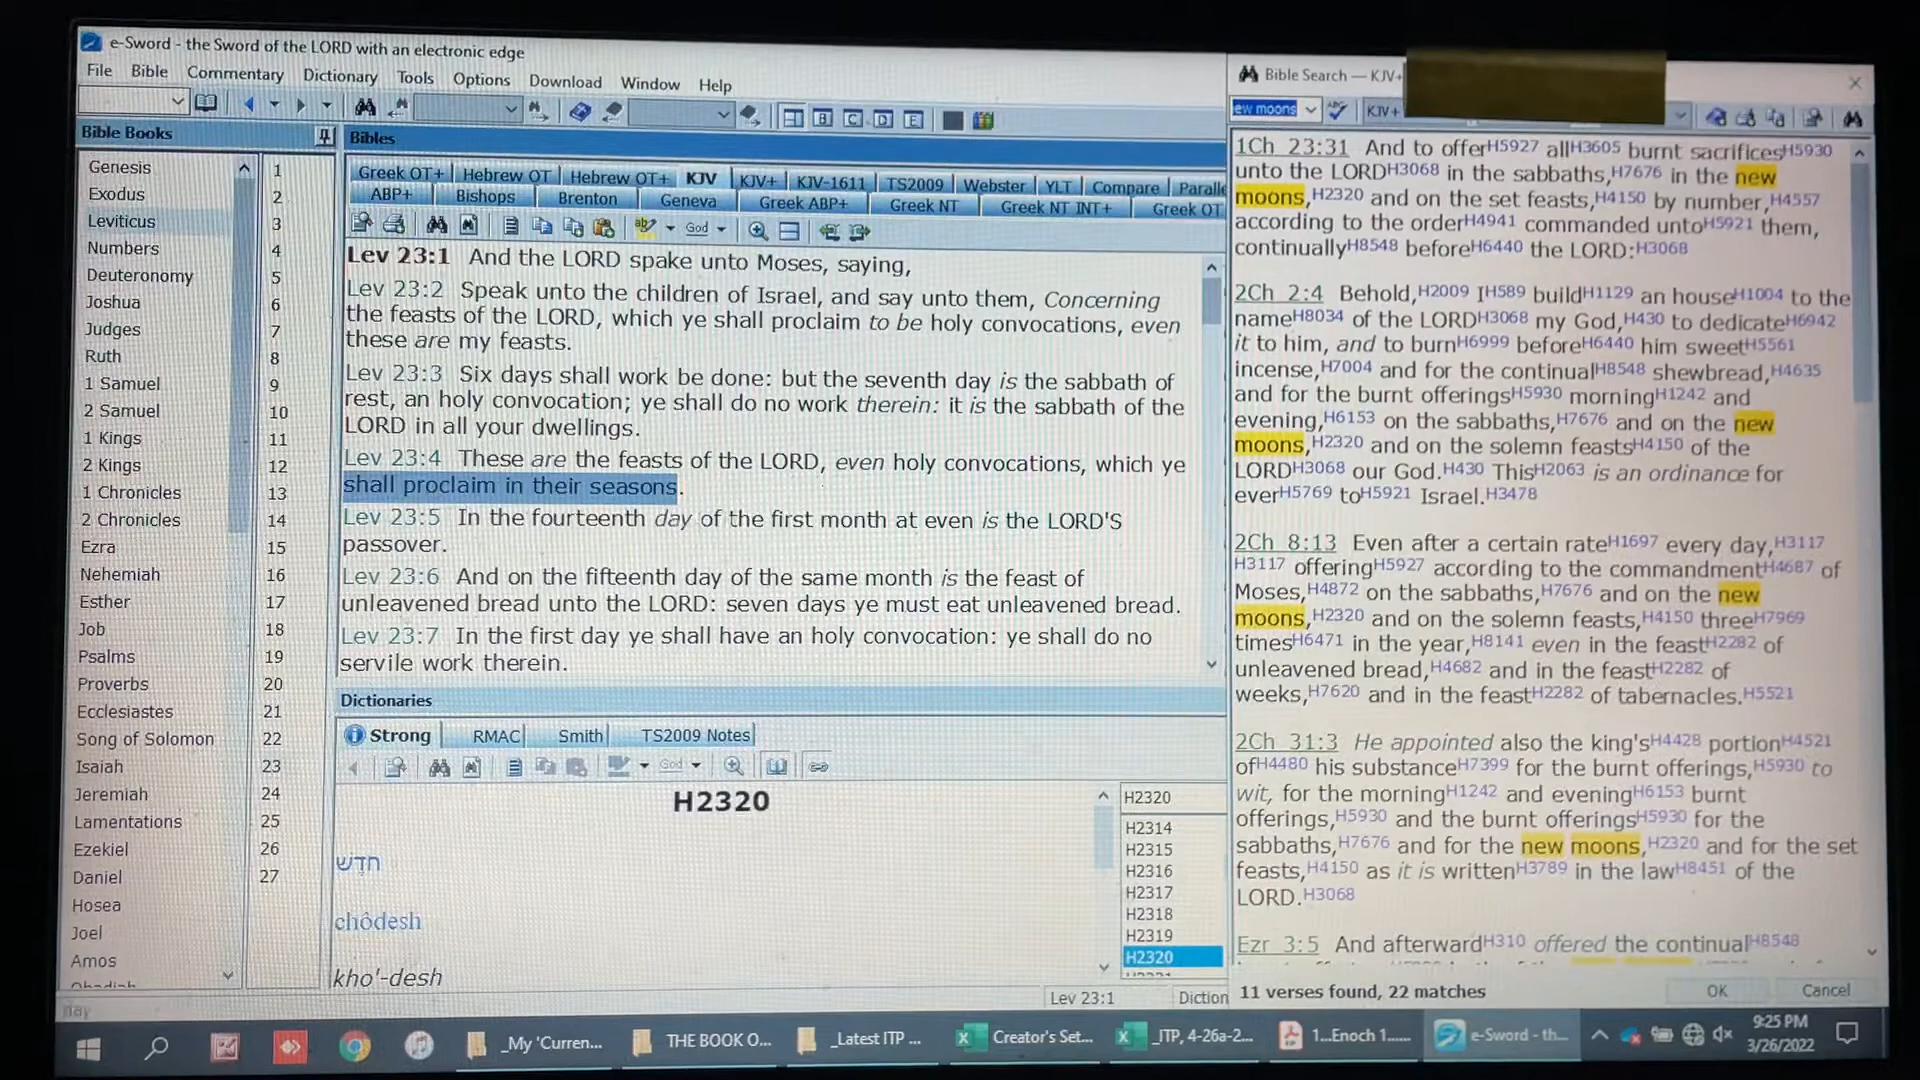 e-Sword - the Sword of the LORD with an electronic edge
File Bible Commentary Dictionary Tools Options Download Window Help
Bible Books
Genesis
Exodus
Leviticus
Numbers
Deuteronomy
Joshua
Judges
Ruth
1 Samuel
2 Samuel
1 Kings
2 Kings
1 Chronicles
2 Chronicles
Ezra
Nehemiah
Esther
Job
Psalms
Proverbs
Ecclesiastes
Song of Solomon
Isaiah
Jeremiah
Lamentations
Ezekiel
Daniel
Hosea
Joel
Amos
1
2
3
4
5
6
7
8
9
10
11
12
13
14
15
16
17
18
19
20
21
22
23
24
25
26
27
Bibles
Greek OT+ Hebrew OT Hebrew OT+ KJV KJV+ KJV-1611 TS2009 Webster YLT Compare Paralle
ABP+ Bishops Brenton Geneva Greek ABP+ Greek NT Greek NT INT+ Greek OT
God
Lev 23:1 And the LORD spake unto Moses, saying,
Lev 23:2 Speak unto the children of Israel, and say unto them, Concerning
the feasts of the LORD, which ye shall proclaim to be holy convocations, even
these are my feasts.
Lev 23:3 Six days shall work be done: but the seventh day is the sabbath of
rest, an holy convocation; ye shall do no work therein: it is the sabbath of the
LORD in all your dwellings.
Lev 23:4 These are the feasts of the LORD, even holy convocations, which ye
shall proclaim in their seasons.
Lev 23:5 In the fourteenth day of the first month at even is the LORD'S
passover.
Lev 23:6 And on the fifteenth day of the same month is the feast of
unleavened bread unto the LORD: seven days ye must eat unleavened bread.
Lev 23:7 In the first day ye shall have an holy convocation: ye shall do no
servile work therein.
Dictionaries
Strong RMAC Smith TS2009 Notes
God
H2320
חֹדֶשׁ
chôdesh
kho'-desh
H2320
H2314
H2315
H2316
H2317
H2318
H2319
H2320
Lev 23:1 Diction
Bible Search — KJV+
ew moons KJV+
1Ch 23:31 And to offerH5927 allH3605 burnt sacrificesH5930
unto the LORDH3068 in the sabbaths,H7676 in the new
moons,H2320 and on the set feasts,H4150 by number,H4557
according to the orderH4941 commanded untoH5921 them,
continuallyH8548 beforeH6440 the LORD:H3068
2Ch 2:4 Behold,H2009 IH589 buildH1129 an houseH1004 to the
nameH8034 of the LORDH3068 my God,H430 to dedicateH6942
it to him, and to burnH6999 beforeH6440 him sweetH5561
incense,H7004 and for the continualH8548 shewbread,H4635
and for the burnt offeringsH5930 morningH1242 and
evening,H6153 on the sabbaths,H7676 and on the new
moons,H2320 and on the solemn feastsH4150 of the
LORDH3068 our God.H430 ThisH2063 is an ordinance for
everH5769 toH5921 Israel.H3478
2Ch 8:13 Even after a certain rateH1697 every day,H3117
H3117 offeringH5927 according to the commandmentH4687 of
Moses,H4872 on the sabbaths,H7676 and on the new
moons,H2320 and on the solemn feasts,H4150 threeH7969
timesH6471 in the year,H8141 even in the feastH2282 of
unleavened bread,H4682 and in the feastH2282 of
weeks,H7620 and in the feastH2282 of tabernacles.H5521
2Ch 31:3 He appointed also the king'sH4428 portionH4521
ofH4480 his substanceH7399 for the burnt offerings,H5930 to
wit, for the morningH1242 and eveningH6153 burnt
offerings,H5930 and the burnt offeringsH5930 for the
sabbaths,H7676 and for the new moons,H2320 and for the set
feasts,H4150 as it is writtenH3789 in the lawH8451 of the
LORD.H3068
Ezr 3:5 And afterwardH310 offered the continualH8548
11 verses found, 22 matches OK Cancel
day
_My 'Curren... THE BOOK O... _Latest ITP ... Creator's Set... _ITP, 4-26a-2... 1...Enoch 1...... e-Sword - th...
9:25 PM
3/26/2022